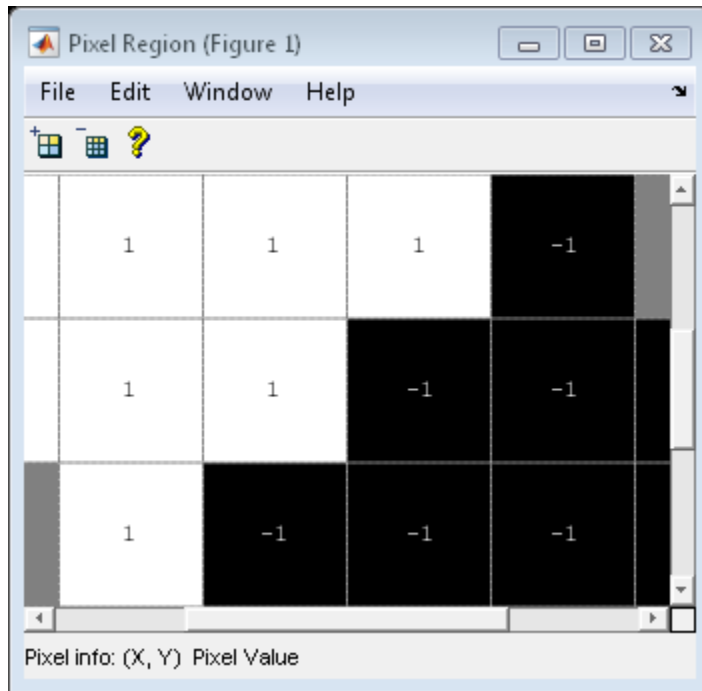 Pixel Region (Figure 1)
File Edit Window Help
1 1 1 -1
1 1 -1 -1
1 -1 -1 -1
Pixel info: (X, Y) Pixel Value